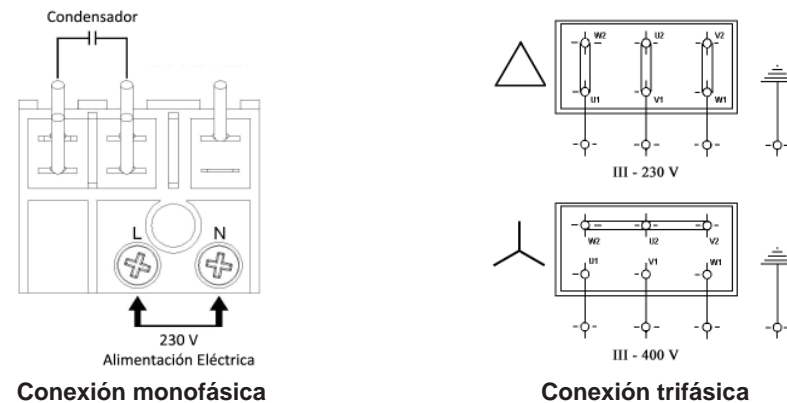 Condensador
L N
230 V
Alimentación Eléctrica
Conexión monofásica
W2 U2 V2
U1 V1 W1
III - 230 V
W2 U2 V2
U1 V1 W1
III - 400 V
Conexión trifásica